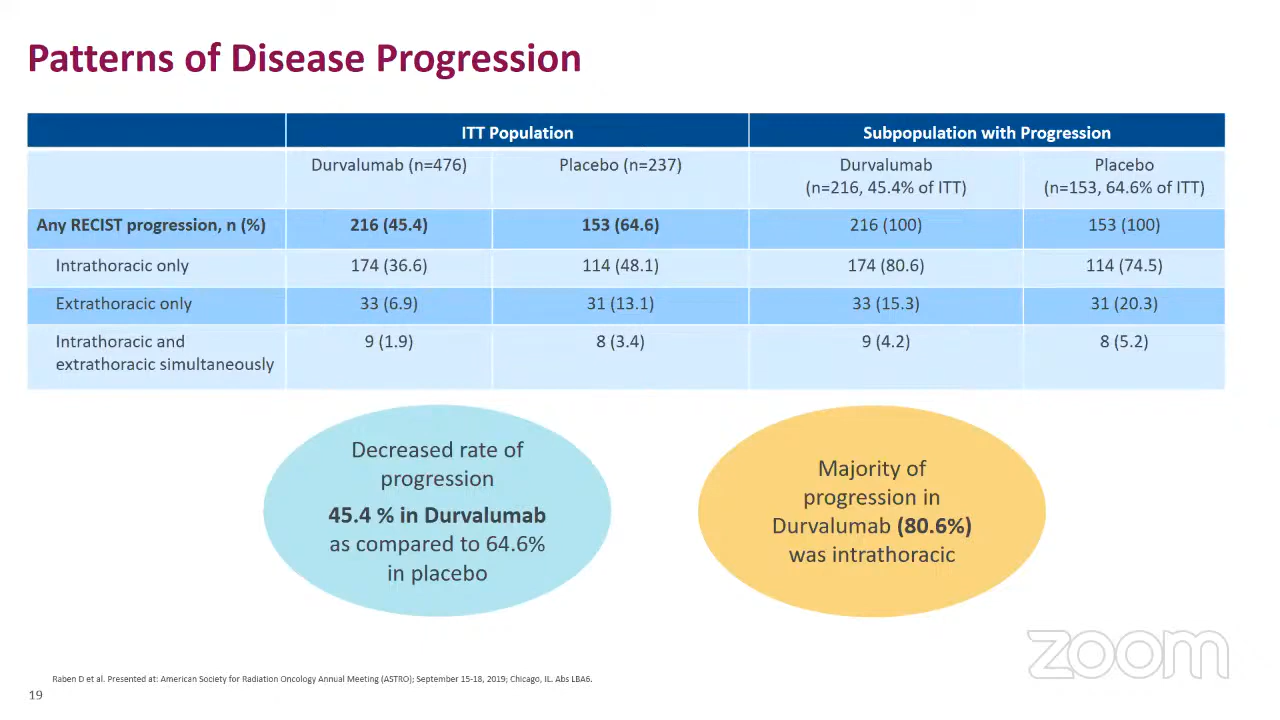 Patterns of Disease Progression
ITT Population Subpopulation with Progression
Durvalumab (n=476) Placebo (n=237) Durvalumab Placebo
(n=216, 45.4% of ITT) (n=153, 64.6% of ITT)
Any RECIST progression, n (%) 216 (45.4) 153 (64.6) 216 (100) 153 (100)
Intrathoracic only 174 (36.6) 114 (48.1) 174 (80.6) 114 (74.5)
Extrathoracic only 33 (6.9) 31 (13.1) 33 (15.3) 31 (20.3)
Intrathoracic and 9 (1.9) 8 (3.4) 9 (4.2) 8 (5.2)
extrathoracic simultaneously
Decreased rate of
progression
45.4 % in Durvalumab
as compared to 64.6%
in placebo
Majority of
progression in
Durvalumab (80.6%)
was intrathoracic
zoom
Raben D et al. Presented at: American Society for Radiation Oncology Annual Meeting (ASTRO); September 15-18, 2019; Chicago, IL. Abs LBA6.
19